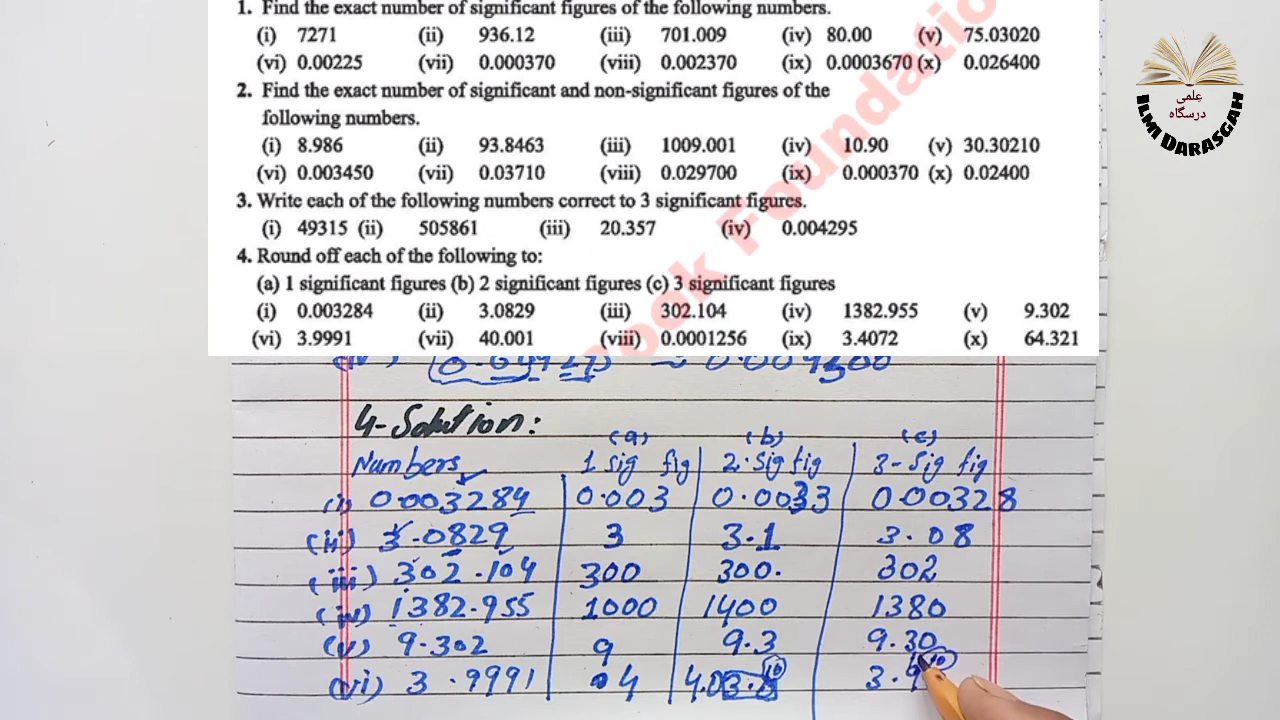 1. Find the exact number of significant figures of the following numbers.
(i) 7271 (ii) 936.12 (iii) 701.009 (iv) 80.00 (v) 75.03020
(vi) 0.00225 (vii) 0.000370 (viii) 0.002370 (ix) 0.0003670 (x) 0.026400
2. Find the exact number of significant and non-significant figures of the
following numbers.
(i) 8.986 (ii) 93.8463 (iii) 1009.001 (iv) 10.90 (v) 30.30210
(vi) 0.003450 (vii) 0.03710 (viii) 0.029700 (ix) 0.000370 (x) 0.02400
3. Write each of the following numbers correct to 3 significant figures.
(i) 49315 (ii) 505861 (iii) 20.357 (iv) 0.004295
4. Round off each of the following to:
(a) 1 significant figures (b) 2 significant figures (c) 3 significant figures
(i) 0.003284 (ii) 3.0829 (iii) 302.104 (iv) 1382.955 (v) 9.302
(vi) 3.9991 (vii) 40.001 (viii) 0.0001256 (ix) 3.4072 (x) 64.321
ook Foundatio
عِلمی
درسگاہ
ILMI DARASGAH
4-Solution:
(a) (b) (c)
Numbers 1 sig fig 2. sig fig 3-sig fig
(i) 0.003284 0.003 0.0033 0.00328
(ii) 3.0829 3 3.1 3.08
(iii) 302.104 300 300. 302
(iv) 1382.955 1000 1400 1380
(v) 9.302 9 9.3 9.30
(vi) 3.9991 4 4.0 3.